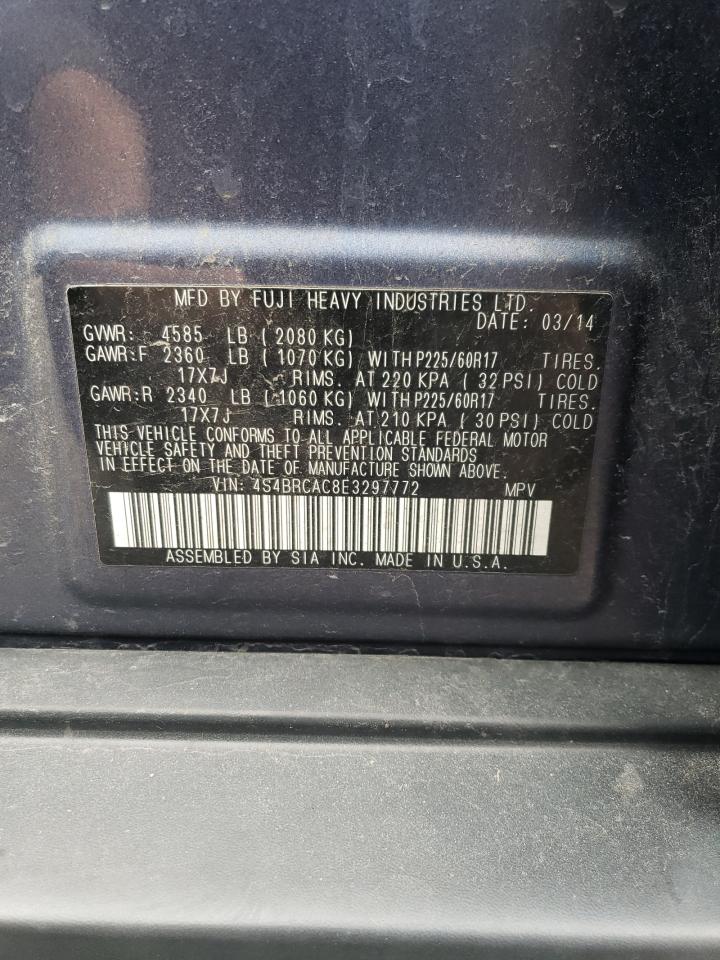 MFD BY FUJI HEAVY INDUSTRIES LTD.
DATE: 03/14
GVWR: 4585 LB ( 2080 KG)
GAWR:F 2360 LB ( 1070 KG) WITH P225/60R17 TIRES.
17X7J RIMS. AT 220 KPA ( 32 PSI) COLD
GAWR:R 2340 LB ( 1060 KG) WITH P225/60R17 TIRES.
17X7J RIMS. AT 210 KPA ( 30 PSI) COLD
THIS VEHICLE CONFORMS TO ALL APPLICABLE FEDERAL MOTOR
VEHICLE SAFETY AND THEFT PREVENTION STANDARDS
IN EFFECT ON THE DATE OF MANUFACTURE SHOWN ABOVE.
VIN: 4S4BRCAC8E3297772 MPV
ASSEMBLED BY SIA INC. MADE IN U.S.A.